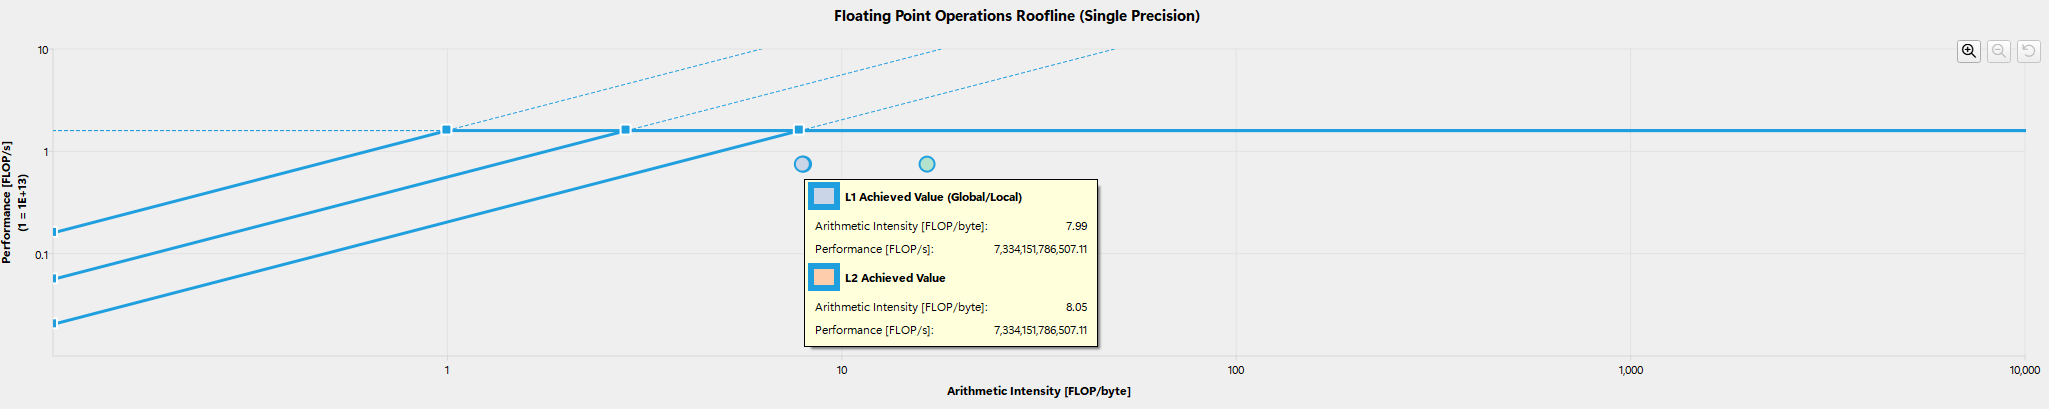 Floating Point Operations Roofline (Single Precision)
10
1
0.1
Performance [FLOP/s]
(1 = 1E+13)
L1 Achieved Value (Global/Local)
Arithmetic Intensity [FLOP/byte]: 7.99
Performance [FLOP/s]: 7,334,151,786,507.11
L2 Achieved Value
Arithmetic Intensity [FLOP/byte]: 8.05
Performance [FLOP/s]: 7,334,151,786,507.11
1 10 100 1,000 10,000
Arithmetic Intensity [FLOP/byte]